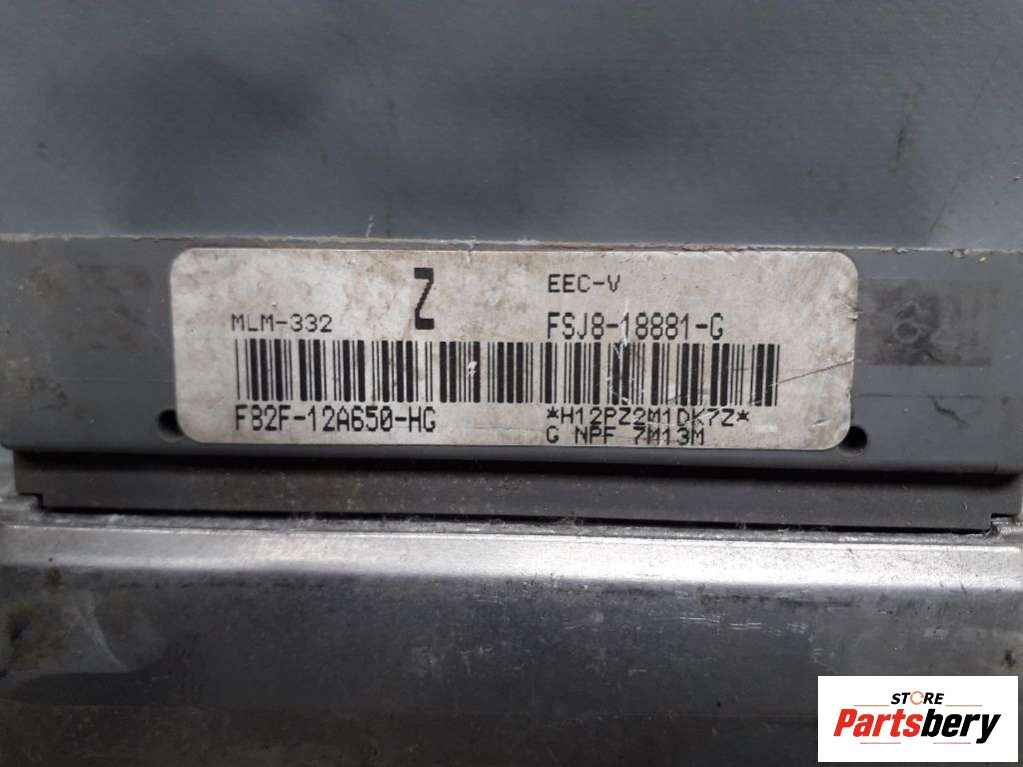 Z
EEC-V
MLM-332
FSJ8-18881-G
F82F-12A650-HG
*H12PZ2M1DK7Z*
G NPF 7M13M
STORE
Partsbery